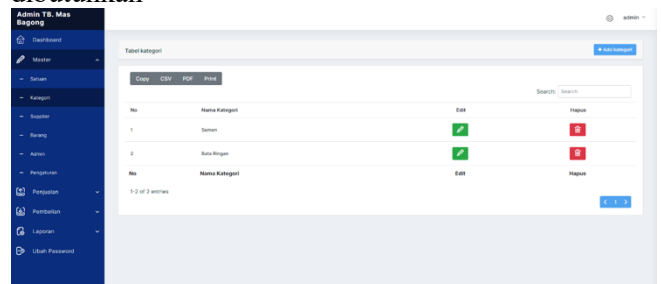 dibutuhkan
Admin TB. Mas
Bagong
admin
Dashboard
Tabel kategori
+ Add kategori
Master
Satuan
Copy CSV PDF Print
Search: Search
Kategori
No Nama Kategori Edit Hapus
Supplier
1 Semen
Barang
2 Bata Ringan
Admin
No Nama Kategori Edit Hapus
Pengaturan
Penjualan
1-2 of 2 entries
< 1 >
Pembelian
Laporan
Ubah Password